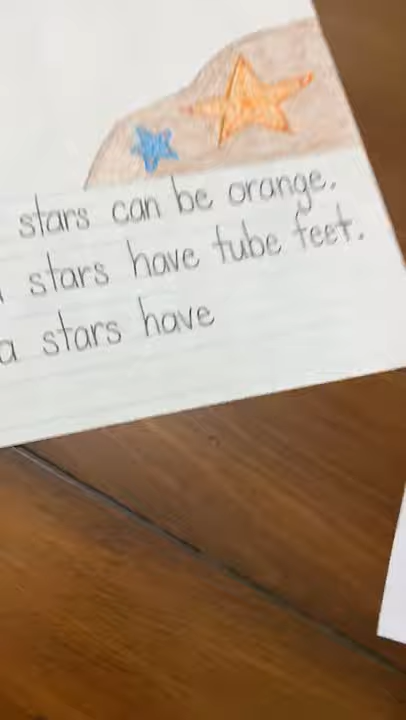 stars can be orange.
stars have tube feet.
a stars have